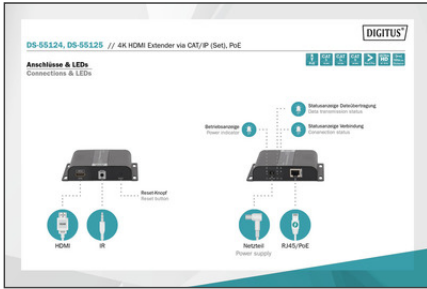 DIGITUS®
DS-55124, DS-55125 // 4K HDMI Extender via CAT/IP (Set), PoE
Anschlüsse & LEDs
Connections & LEDs
Statusanzeige Datenübertragung
Data transmission status
Statusanzeige Verbindung
Connection status
Betriebsanzeige
Power indicator
Reset-Knopf
Reset button
HDMI
IR
Netzteil
Power supply
RJ45/PoE